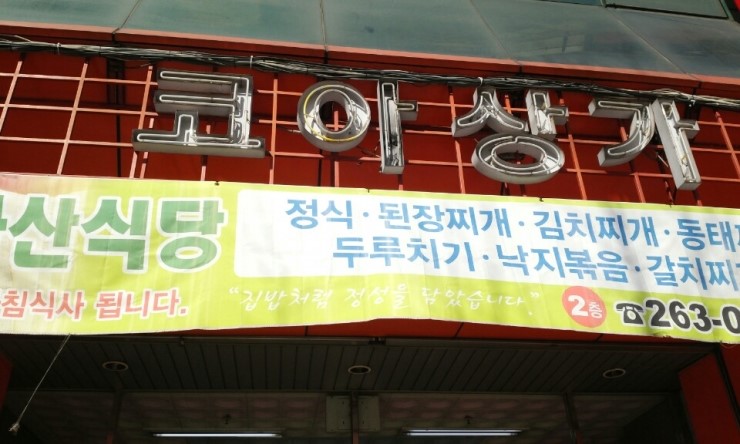 코아상가
산식당
정식·된장찌개·김치찌개·동태
두루치기·낙지볶음·갈치찌
침식사 됩니다.
"집밥처럼 정성을 담았습니다"
2층
☎263-0